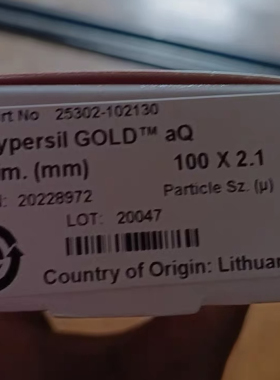 rt No 25302-102130
ypersil GOLD™ aQ
m. (mm) 100 X 2.1
: 20228972 Particle Sz. (µ)
LOT: 20047
Country of Origin: Lithuan